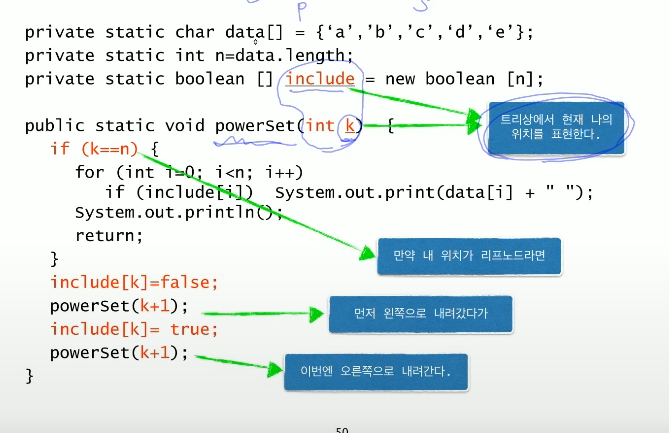 p
private static char data[] = {‘a’,’b’,’c’,’d’,‘e’};
private static int n=data.length;
private static boolean [] include = new boolean [n];
트리상에서 현재 나의
위치를 표현한다.
public static void powerSet(int k) {
if (k==n) {
for (int i=0; i<n; i++)
if (include[i]) System.out.print(data[i] + " ");
System.out.println();
return;
만약 내 위치가 리프노드라면
}
include[k]=false;
powerSet(k+1);
먼저 왼쪽으로 내려갔다가
include[k]= true;
powerSet(k+1);
이번엔 오른쪽으로 내려간다.
}